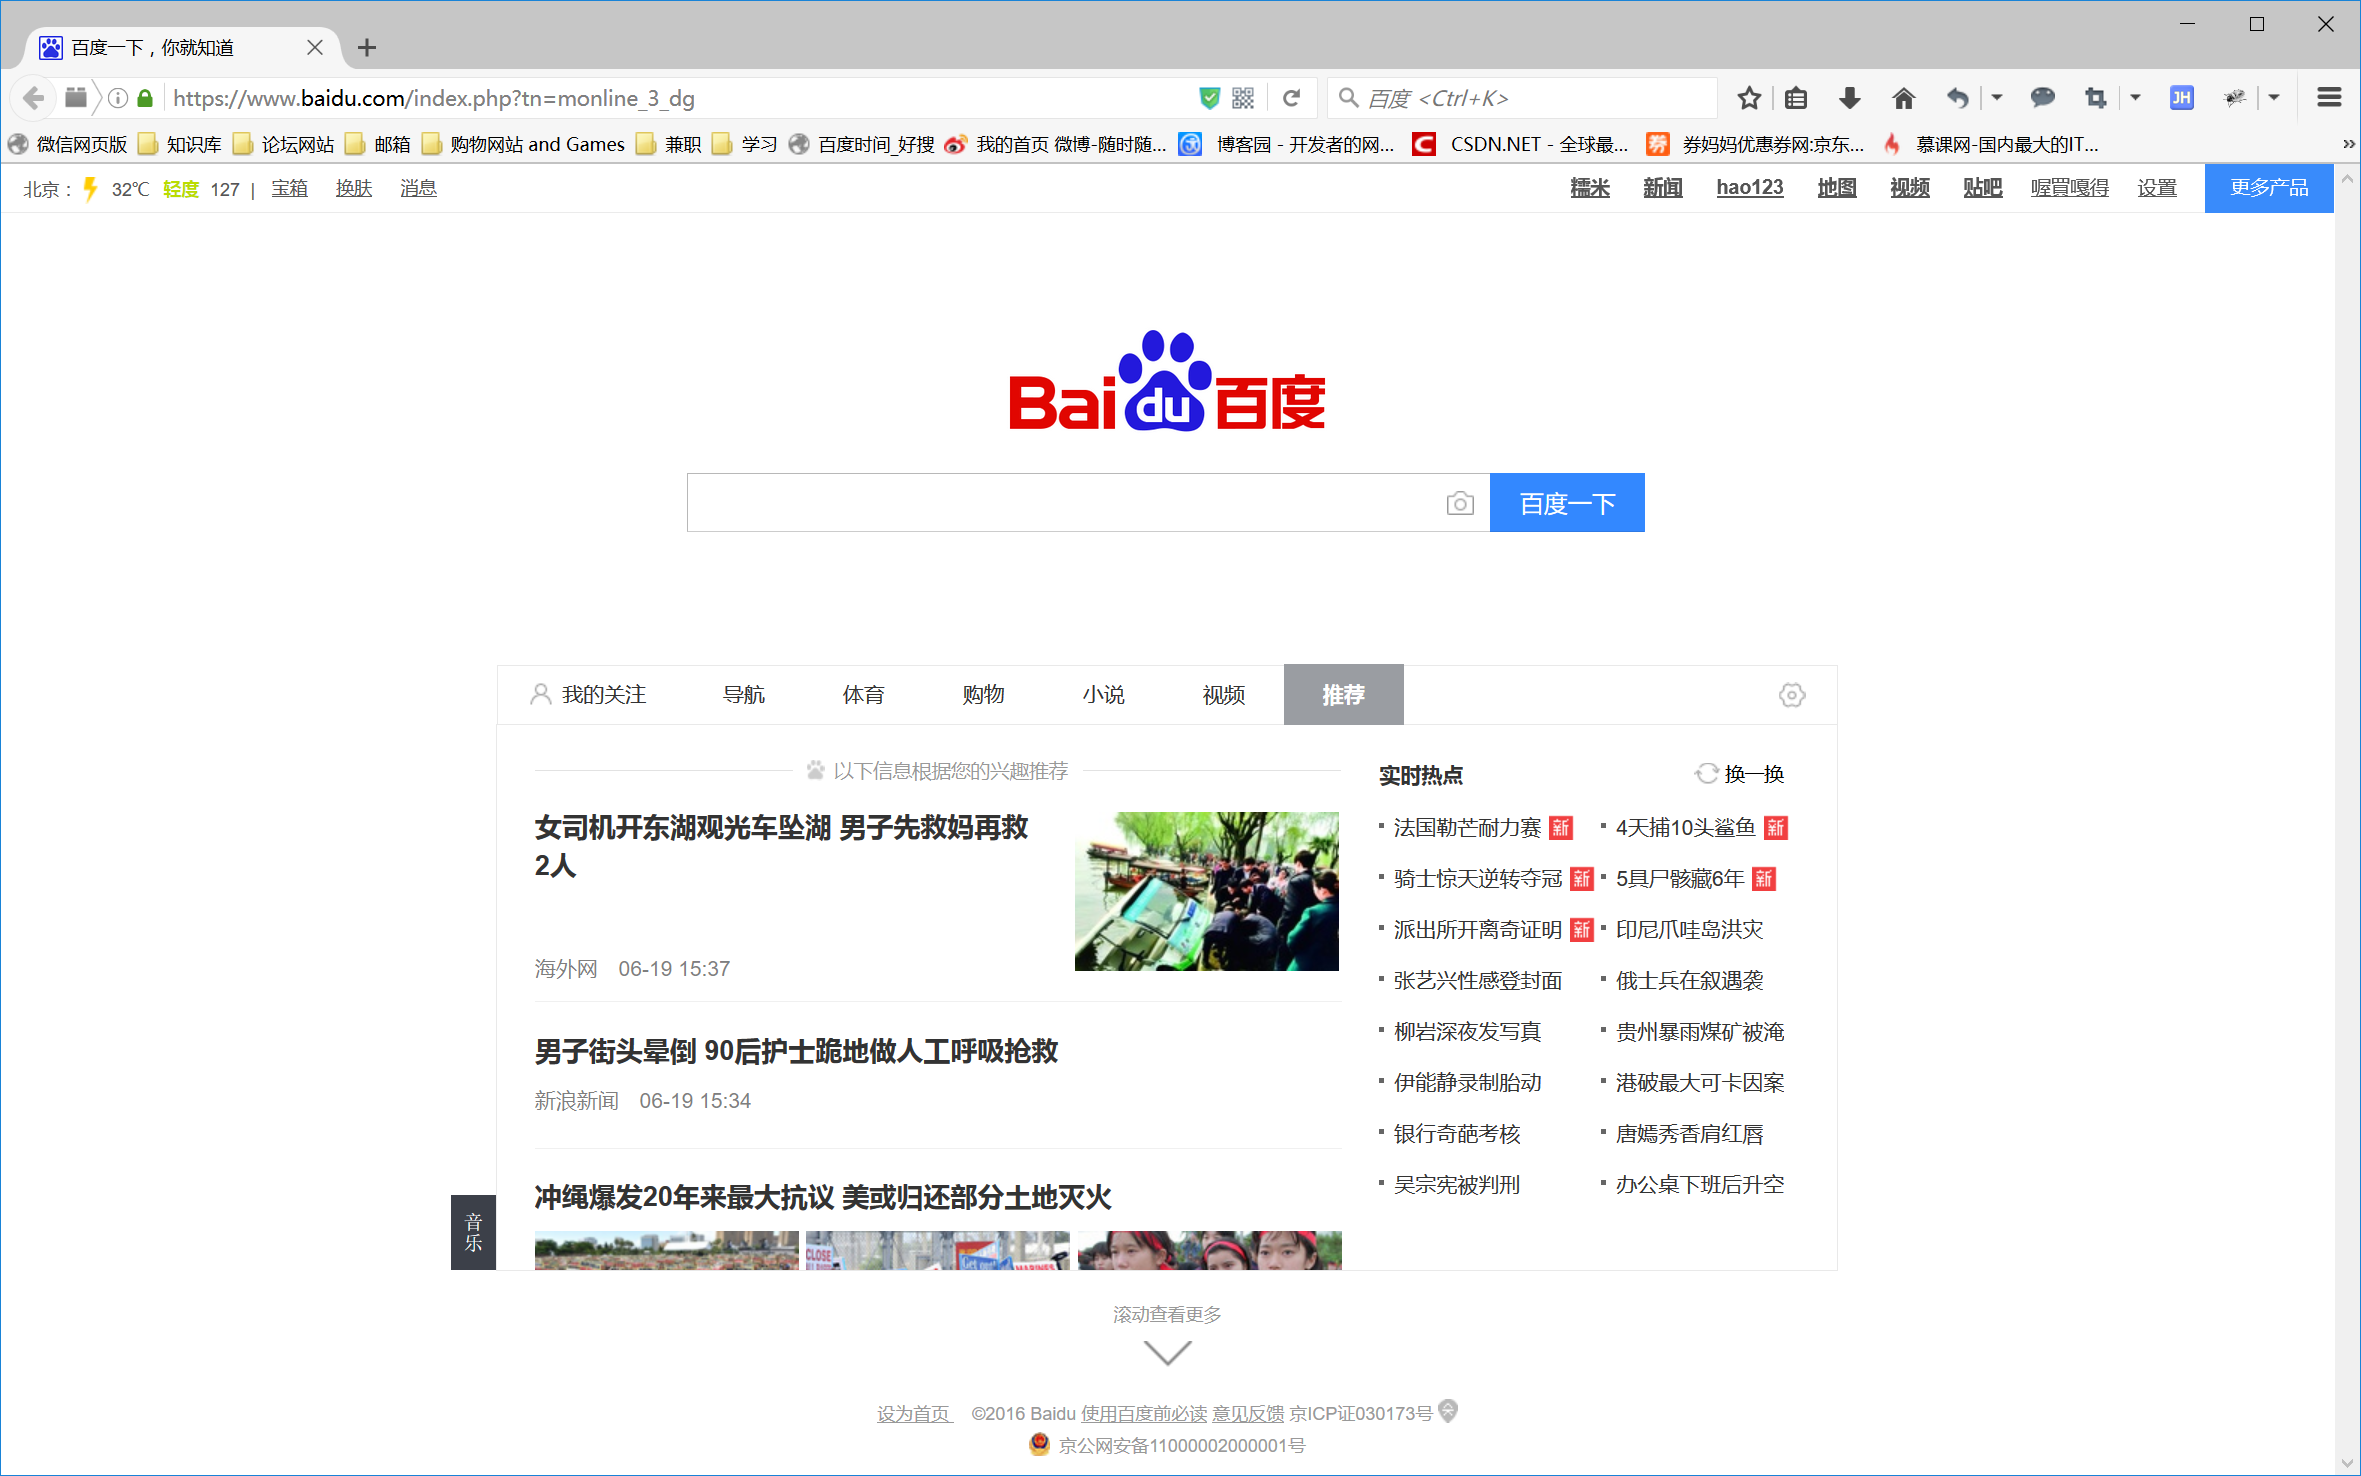 百度一下，你就知道
https://www.baidu.com/index.php?tn=monline_3_dg
百度 <Ctrl+K>
JH
微信网页版 知识库 论坛网站 邮箱 购物网站 and Games 兼职 学习 百度时间_好搜 我的首页 微博-随时随... 博客园 - 开发者的网... CSDN.NET - 全球最... 券妈妈优惠券网:京东... 慕课网-国内最大的IT...
北京： 32℃ 轻度 127 | 宝箱 换肤 消息
糯米 新闻 hao123 地图 视频 贴吧 喔買嘎得 设置 更多产品
Baidu百度
百度一下
我的关注 导航 体育 购物 小说 视频 推荐
以下信息根据您的兴趣推荐
女司机开东湖观光车坠湖 男子先救妈再救
2人
海外网 06-19 15:37
男子街头晕倒 90后护士跪地做人工呼吸抢救
新浪新闻 06-19 15:34
冲绳爆发20年来最大抗议 美或归还部分土地灭火
CLOSE
MARINES
实时热点 换一换
法国勒芒耐力赛 新 4天捕10头鲨鱼 新
骑士惊天逆转夺冠 新 5具尸骸藏6年 新
派出所开离奇证明 新 印尼爪哇岛洪灾
张艺兴性感登封面 俄士兵在叙遇袭
柳岩深夜发写真 贵州暴雨煤矿被淹
伊能静录制胎动 港破最大可卡因案
银行奇葩考核 唐嫣秀香肩红唇
吴宗宪被判刑 办公桌下班后升空
音
乐
滚动查看更多
设为首页 ©2016 Baidu 使用百度前必读 意见反馈 京ICP证030173号
京公网安备11000002000001号